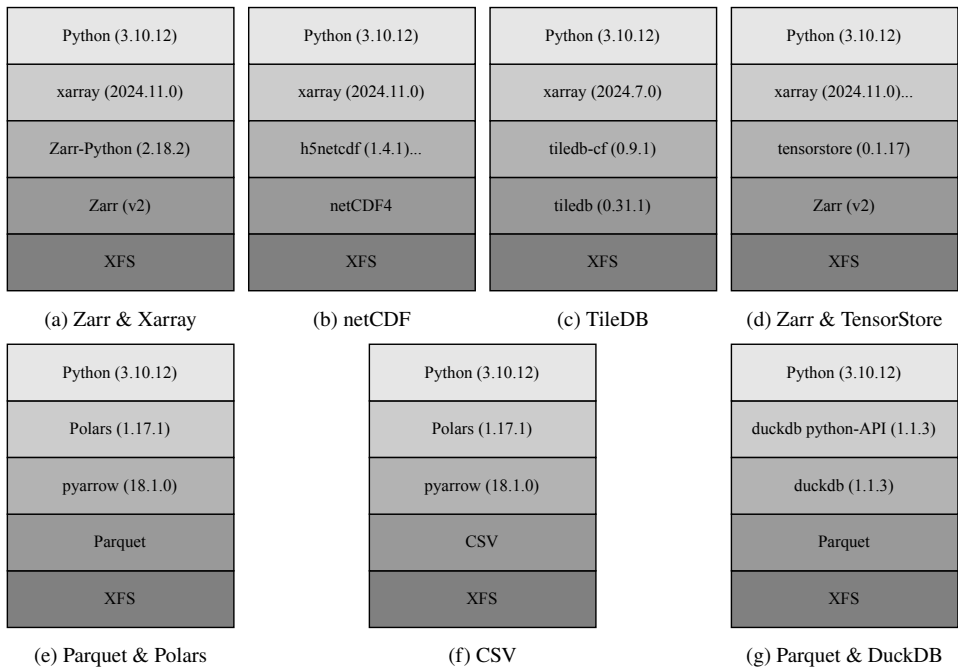 Python (3.10.12)
xarray (2024.11.0)
Zarr-Python (2.18.2)
Zarr (v2)
XFS
(a) Zarr & Xarray
Python (3.10.12)
xarray (2024.11.0)
h5netcdf (1.4.1)...
netCDF4
XFS
(b) netCDF
Python (3.10.12)
xarray (2024.7.0)
tiledb-cf (0.9.1)
tiledb (0.31.1)
XFS
(c) TileDB
Python (3.10.12)
xarray (2024.11.0)...
tensorstore (0.1.17)
Zarr (v2)
XFS
(d) Zarr & TensorStore
Python (3.10.12)
Polars (1.17.1)
pyarrow (18.1.0)
Parquet
XFS
(e) Parquet & Polars
Python (3.10.12)
Polars (1.17.1)
pyarrow (18.1.0)
CSV
XFS
(f) CSV
Python (3.10.12)
duckdb python-API (1.1.3)
duckdb (1.1.3)
Parquet
XFS
(g) Parquet & DuckDB